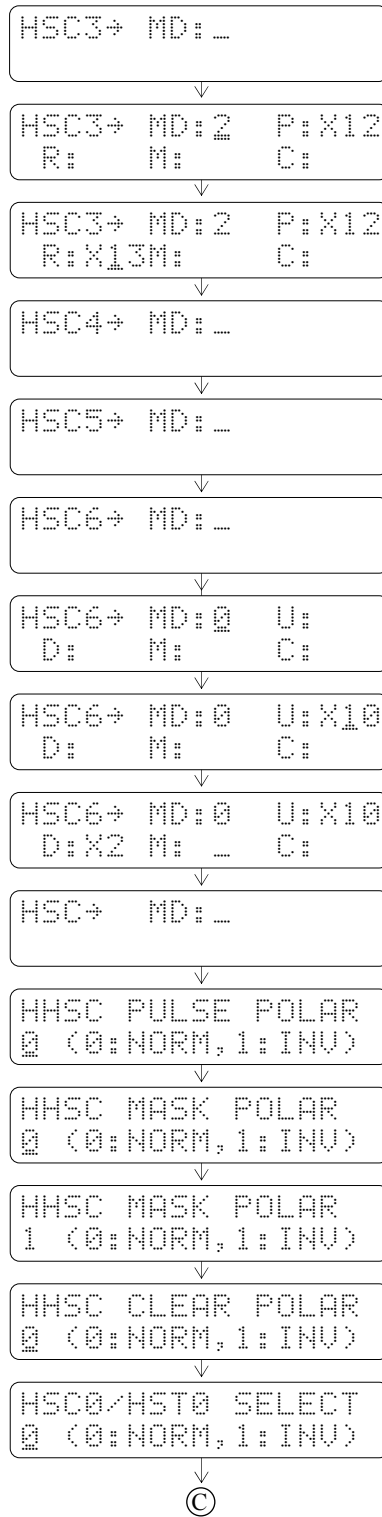 HSC3→ MD:_
HSC3→ MD:2 P:X12
R: M: C:
HSC3→ MD:2 P:X12
R:X13M: C:
HSC4→ MD:_
HSC5→ MD:_
HSC6→ MD:_
HSC6→ MD:0 U:
D: M: C:
HSC6→ MD:0 U:X10
D: M: C:
HSC6→ MD:0 U:X10
D:X2 M: _ C:
HSC→ MD:_
HHSC PULSE POLAR
0 (0:NORM,1:INV)
HHSC MASK POLAR
0 (0:NORM,1:INV)
HHSC MASK POLAR
1 (0:NORM,1:INV)
HHSC CLEAR POLAR
0 (0:NORM,1:INV)
HSC0/HST0 SELECT
0 (0:NORM,1:INV)
Ⓒ